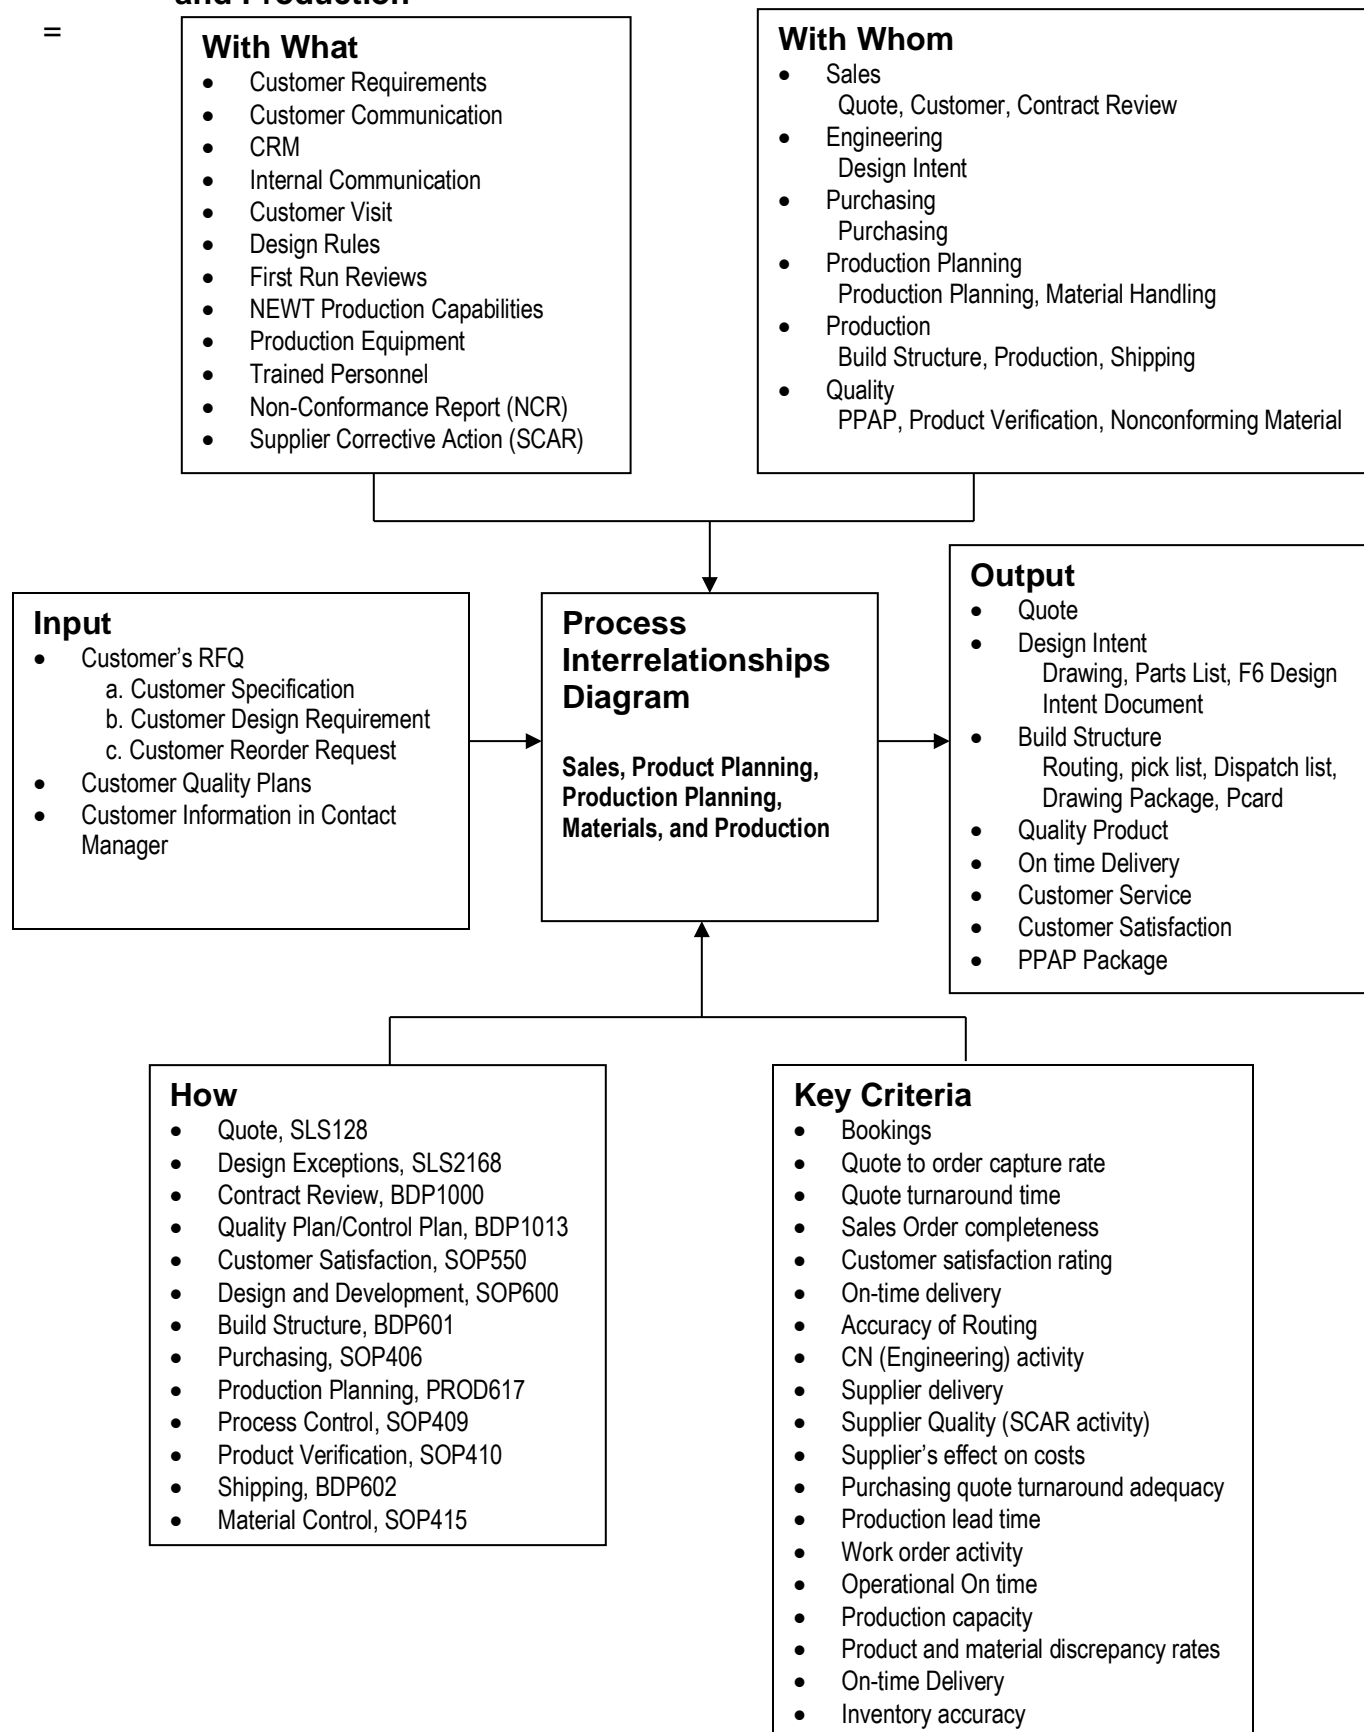 and Production
=
With What
• Customer Requirements
• Customer Communication
• CRM
• Internal Communication
• Customer Visit
• Design Rules
• First Run Reviews
• NEWT Production Capabilities
• Production Equipment
• Trained Personnel
• Non-Conformance Report (NCR)
• Supplier Corrective Action (SCAR)
With Whom
• Sales
Quote, Customer, Contract Review
• Engineering
Design Intent
• Purchasing
Purchasing
• Production Planning
Production Planning, Material Handling
• Production
Build Structure, Production, Shipping
• Quality
PPAP, Product Verification, Nonconforming Material
Input
• Customer's RFQ
a. Customer Specification
b. Customer Design Requirement
c. Customer Reorder Request
• Customer Quality Plans
• Customer Information in Contact
Manager
Process
Interrelationships
Diagram
Sales, Product Planning,
Production Planning,
Materials, and Production
Output
• Quote
• Design Intent
Drawing, Parts List, F6 Design
Intent Document
• Build Structure
Routing, pick list, Dispatch list,
Drawing Package, Pcard
• Quality Product
• On time Delivery
• Customer Service
• Customer Satisfaction
• PPAP Package
How
• Quote, SLS128
• Design Exceptions, SLS2168
• Contract Review, BDP1000
• Quality Plan/Control Plan, BDP1013
• Customer Satisfaction, SOP550
• Design and Development, SOP600
• Build Structure, BDP601
• Purchasing, SOP406
• Production Planning, PROD617
• Process Control, SOP409
• Product Verification, SOP410
• Shipping, BDP602
• Material Control, SOP415
Key Criteria
• Bookings
• Quote to order capture rate
• Quote turnaround time
• Sales Order completeness
• Customer satisfaction rating
• On-time delivery
• Accuracy of Routing
• CN (Engineering) activity
• Supplier delivery
• Supplier Quality (SCAR activity)
• Supplier's effect on costs
• Purchasing quote turnaround adequacy
• Production lead time
• Work order activity
• Operational On time
• Production capacity
• Product and material discrepancy rates
• On-time Delivery
• Inventory accuracy